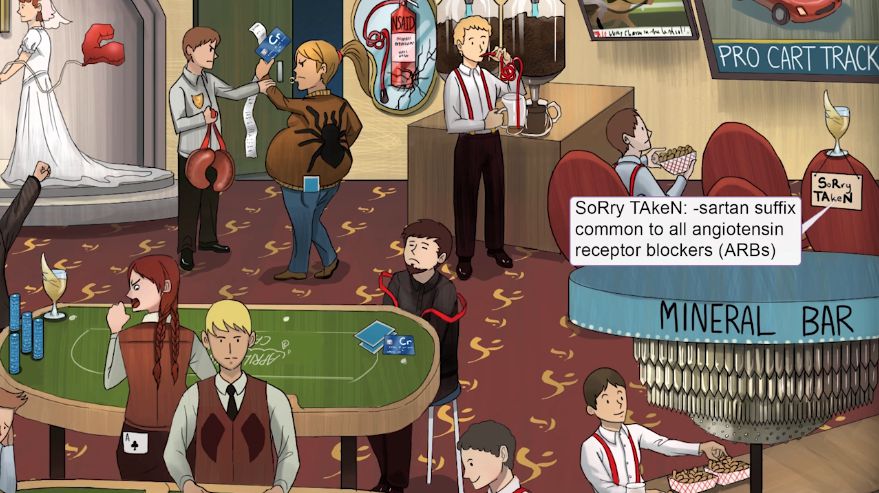 NSAID
PRO CART TRACK
SoRry
TAkeN
SoRry TAkeN: -sartan suffix
common to all angiotensin
receptor blockers (ARBs)
MINERAL BAR
Cr
Cr
APRIL
A